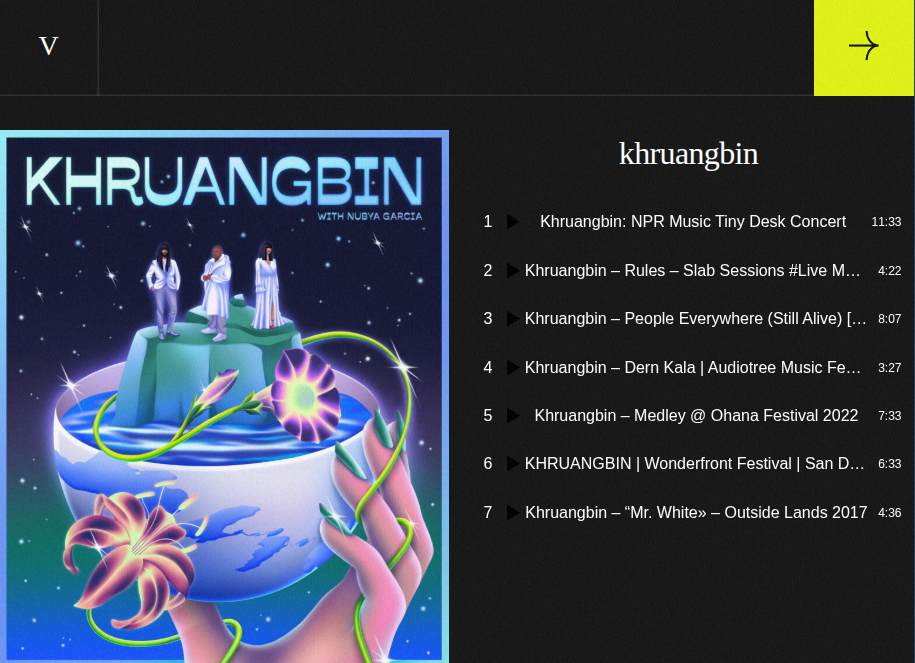 V
KHRUANGBIN
WITH NUBYA GARCIA
khruangbin
1 Khruangbin: NPR Music Tiny Desk Concert 11:33
2 Khruangbin – Rules – Slab Sessions #Live M... 4:22
3 Khruangbin – People Everywhere (Still Alive) [... 8:07
4 Khruangbin – Dern Kala | Audiotree Music Fe... 3:27
5 Khruangbin – Medley @ Ohana Festival 2022 7:33
6 KHRUANGBIN | Wonderfront Festival | San D... 6:33
7 Khruangbin – “Mr. White» – Outside Lands 2017 4:36